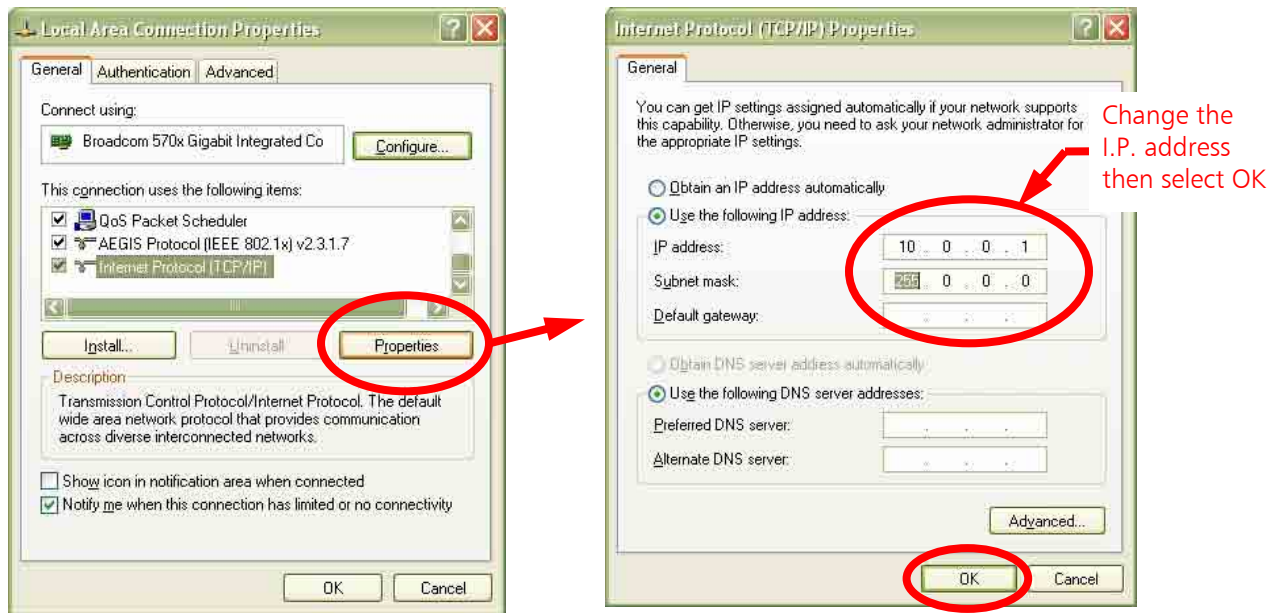 Local Area Connection Properties
General Authentication Advanced
Connect using:
Broadcom 570x Gigabit Integrated Co
Configure...
This connection uses the following items:
QoS Packet Scheduler
AEGIS Protocol (IEEE 802.1x) v2.3.1.7
Internet Protocol (TCP/IP)
Install... Uninstall Properties
Description
Transmission Control Protocol/Internet Protocol. The default
wide area network protocol that provides communication
across diverse interconnected networks.
Show icon in notification area when connected
Notify me when this connection has limited or no connectivity
OK Cancel
Internet Protocol (TCP/IP) Properties
General
You can get IP settings assigned automatically if your network supports
this capability. Otherwise, you need to ask your network administrator for
the appropriate IP settings.
Obtain an IP address automatically
Use the following IP address:
IP address: 10 . 0 . 0 . 1
Subnet mask: 255 . 0 . 0 . 0
Default gateway: . . .
Obtain DNS server address automatically
Use the following DNS server addresses:
Preferred DNS server: . . .
Alternate DNS server: . . .
Advanced...
OK Cancel
Change the
I.P. address
then select OK